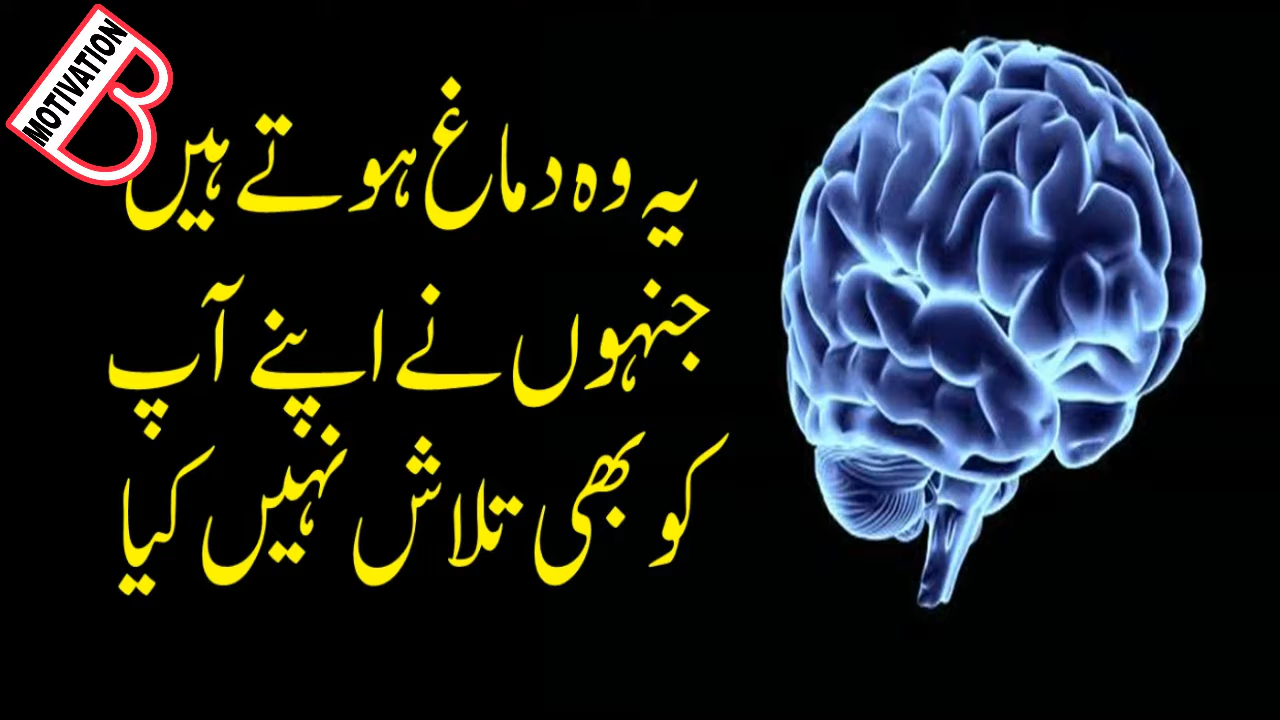 MOTIVATION
B
یہ وہ دماغ ہوتے ہیں
جنہوں نے اپنے آپ
کو بھی تلاش نہیں کیا